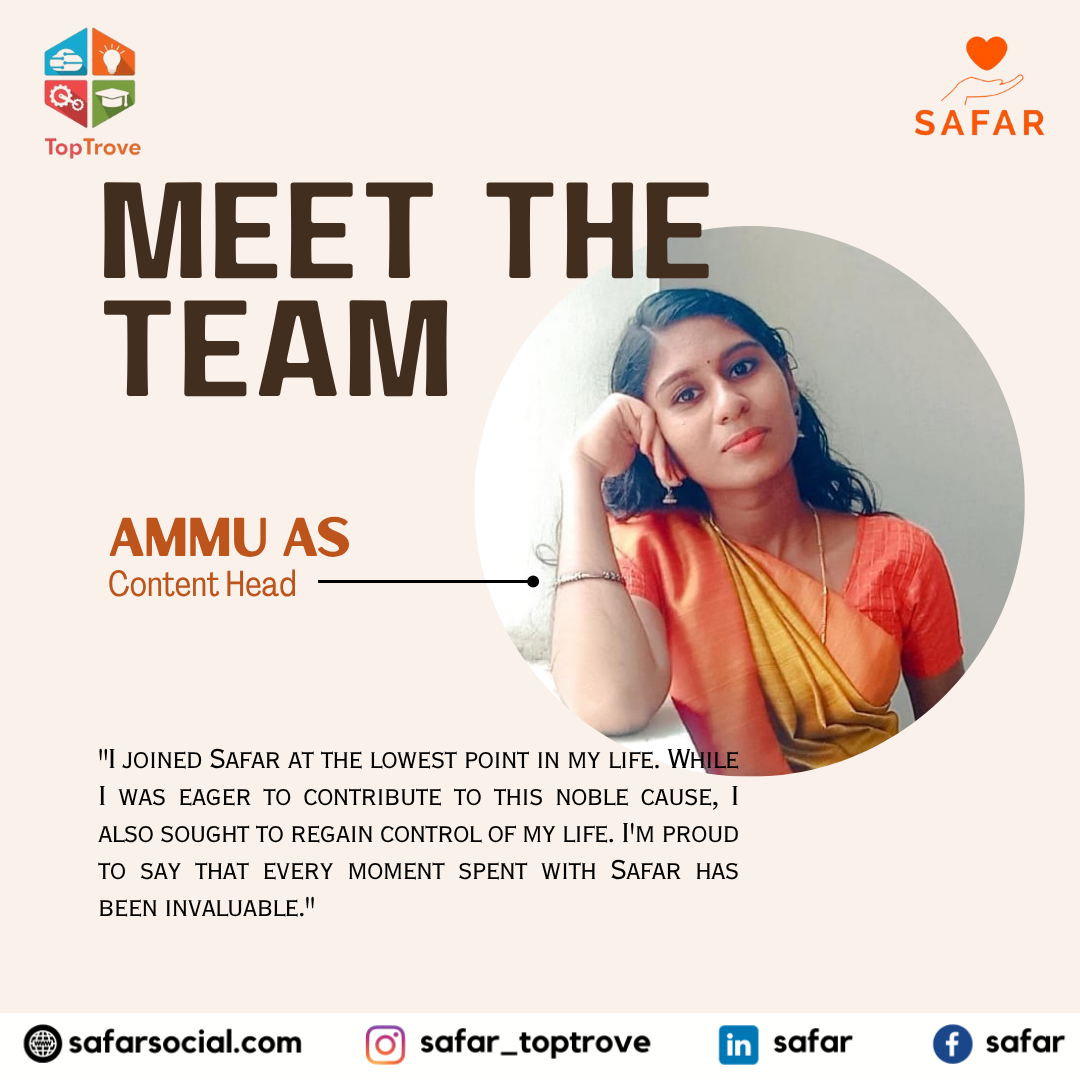 TopTrove
SAFAR
MEET THE
TEAM
AMMU AS
Content Head
"I JOINED SAFAR AT THE LOWEST POINT IN MY LIFE. WHILE
I WAS EAGER TO CONTRIBUTE TO THIS NOBLE CAUSE, I
ALSO SOUGHT TO REGAIN CONTROL OF MY LIFE. I'M PROUD
TO SAY THAT EVERY MOMENT SPENT WITH SAFAR HAS
BEEN INVALUABLE."
safarsocial.com safar_toptrove in safar f safar